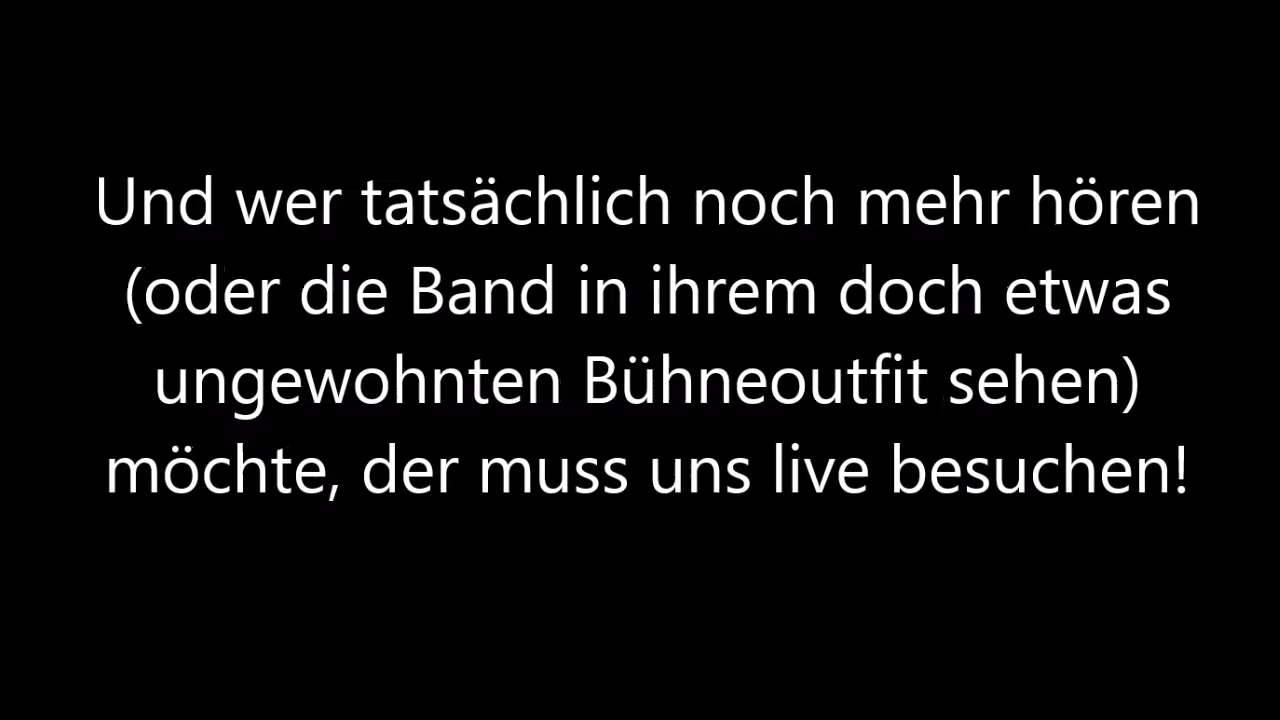 Und wer tatsächlich noch mehr hören
(oder die Band in ihrem doch etwas
ungewohnten Bühneoutfit sehen)
möchte, der muss uns live besuchen!